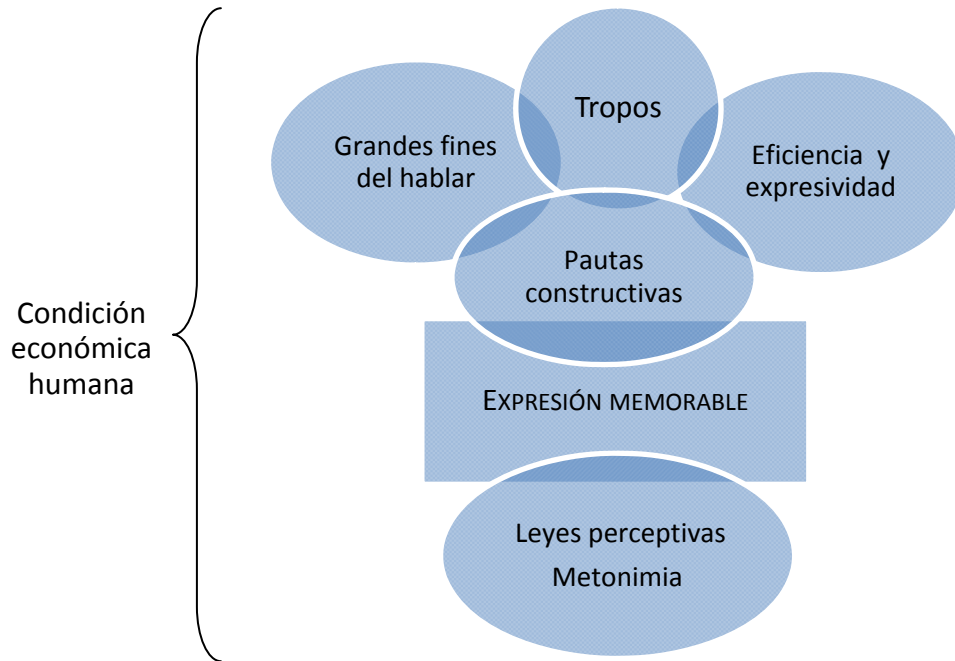 Tropos
Grandes fines
del hablar
Eficiencia y
expresividad
Pautas
constructivas
Condición
económica
humana
EXPRESIÓN MEMORABLE
Leyes perceptivas
Metonimia